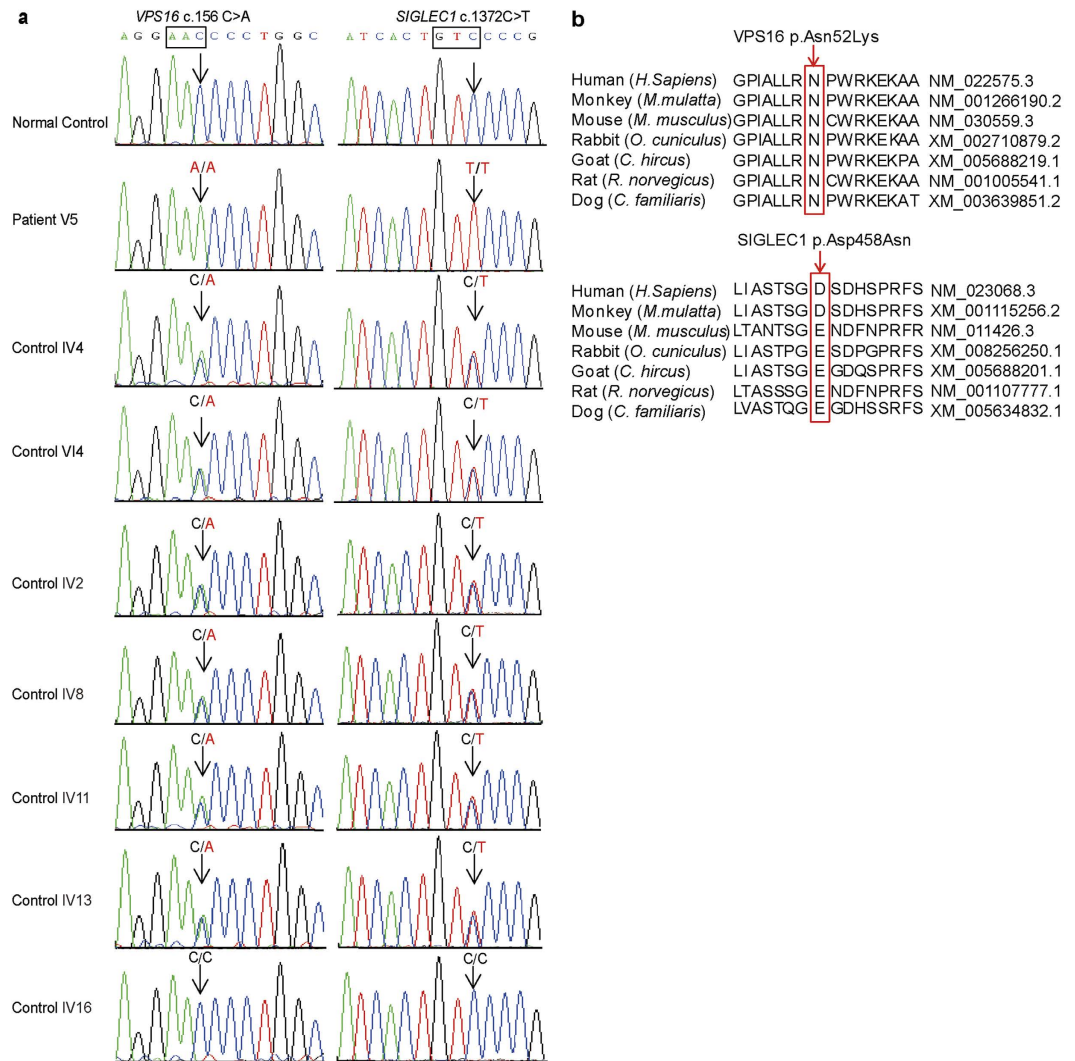 a
VPS16 c.156 C>A SIGLEC1 c.1372C>T
A G G A A C C C C T G G C A T C A C T G T C C C C G
Normal Control
A/A T/T
Patient V5
C/A C/T
Control IV4
C/A C/T
Control VI4
C/A C/T
Control IV2
C/A C/T
Control IV8
C/A C/T
Control IV11
C/A C/T
Control IV13
C/C C/C
Control IV16
b
VPS16 p.Asn52Lys
Human (H.Sapiens) GPIALLR N PWRKEKAA NM_022575.3
Monkey (M.mulatta) GPIALLR N PWRKEKAA NM_001266190.2
Mouse (M. musculus) GPIALLR N CWRKEKAA NM_030559.3
Rabbit (O. cuniculus) GPIALLR N PWRKEKAA XM_002710879.2
Goat (C. hircus) GPIALLR N PWRKEKPA XM_005688219.1
Rat (R. norvegicus) GPIALLR N CWRKEKAA NM_001005541.1
Dog (C. familiaris) GPIALLR N PWRKEKAT XM_003639851.2
SIGLEC1 p.Asp458Asn
Human (H.Sapiens) LIASTSG D SDHSPRFS NM_023068.3
Monkey (M.mulatta) LIASTSG D SDHSPRFS XM_001115256.2
Mouse (M. musculus) LTANTSG E NDFNPRFR NM_011426.3
Rabbit (O. cuniculus) LIASTPG E SDPGPRFS XM_008256250.1
Goat (C. hircus) LIASTSG E GDQSPRFS XM_005688201.1
Rat (R. norvegicus) LTASSSG E NDFNPRFS NM_001107777.1
Dog (C. familiaris) LVASTQG E GDHSSRFS XM_005634832.1